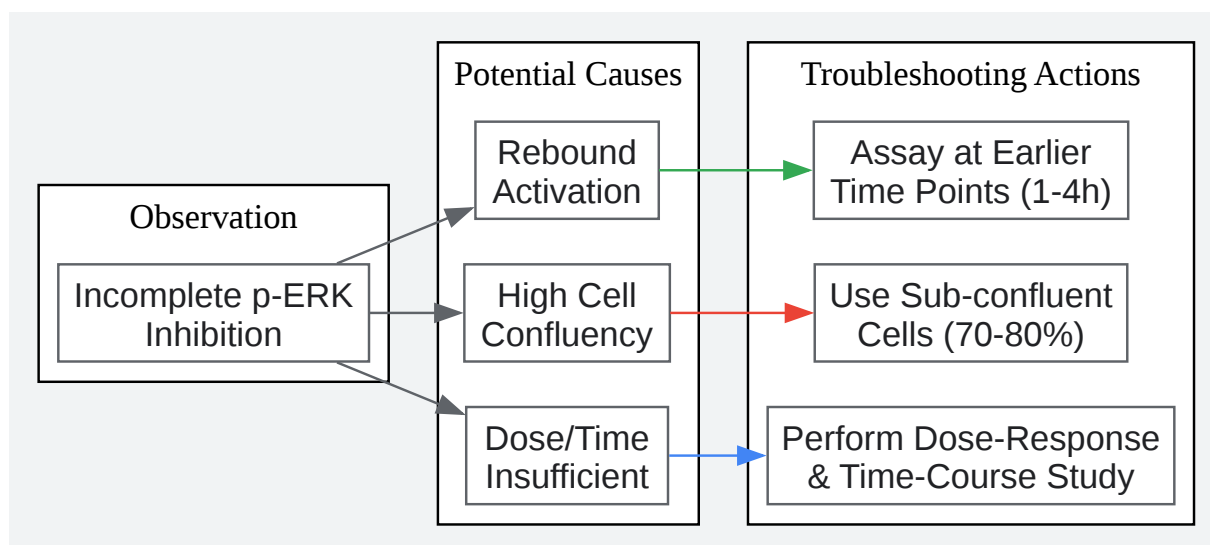 Observation
Incomplete p-ERK
Inhibition
Potential Causes
Rebound
Activation
High Cell
Confluency
Dose/Time
Insufficient
Troubleshooting Actions
Assay at Earlier
Time Points (1-4h)
Use Sub-confluent
Cells (70-80%)
Perform Dose-Response
& Time-Course Study